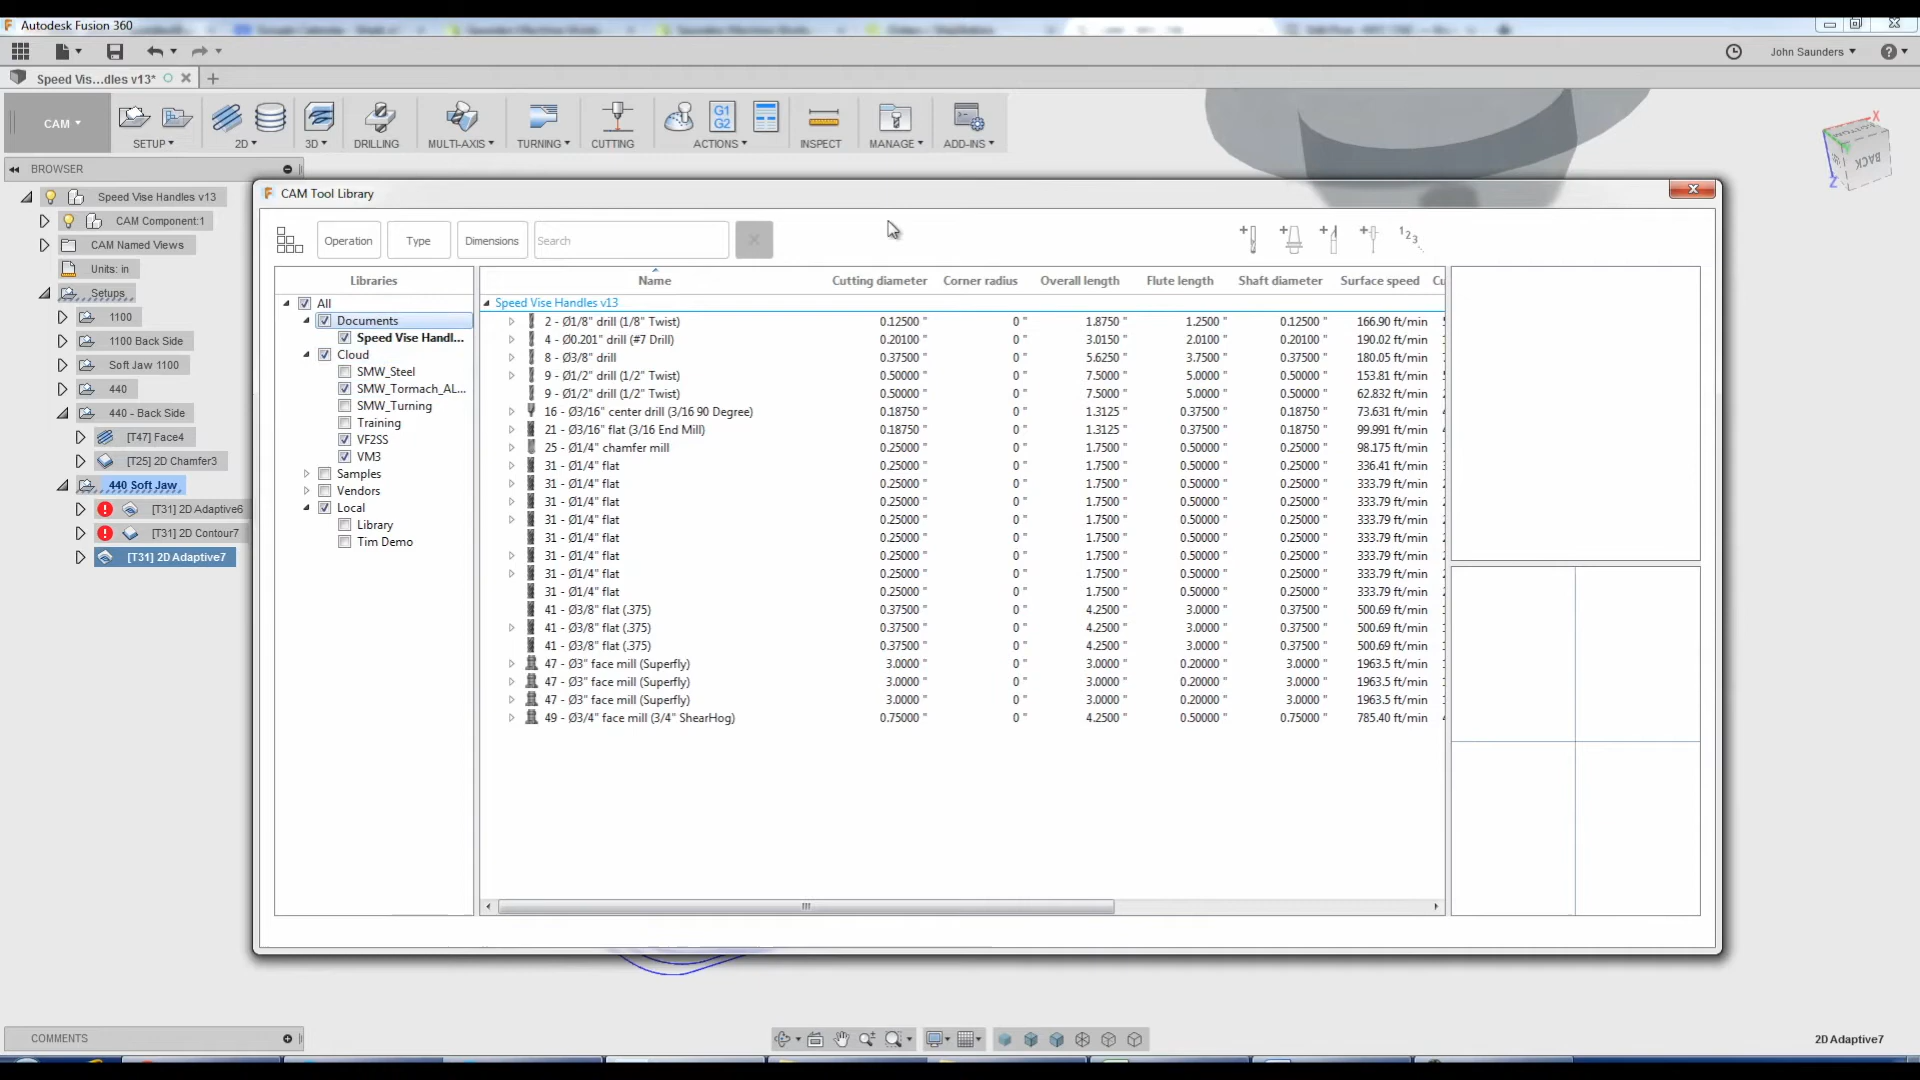 Autodesk Fusion 360
John Saunders
Speed Vis...dles v13*
CAM
SETUP
2D
3D
DRILLING
MULTI-AXIS
TURNING
CUTTING
G1
G2
ACTIONS
INSPECT
MANAGE
ADD-INS
BROWSER
Speed Vise Handles v13
CAM Component:1
CAM Named Views
Units: in
Setups
1100
1100 Back Side
Soft Jaw 1100
440
440 - Back Side
[T47] Face4
[T25] 2D Chamfer3
440 Soft Jaw
[T31] 2D Adaptive6
[T31] 2D Contour7
[T31] 2D Adaptive7
X
BACK
Z
CAM Tool Library
Operation Type Dimensions Search
Libraries
All
Documents
Speed Vise Handl...
Cloud
SMW_Steel
SMW_Tormach_AL...
SMW_Turning
Training
VF2SS
VM3
Samples
Vendors
Local
Library
Tim Demo
Name Cutting diameter Corner radius Overall length Flute length Shaft diameter Surface speed
Speed Vise Handles v13
2 - Ø1/8" drill (1/8" Twist) 0.12500 " 0 " 1.8750 " 1.2500 " 0.12500 " 166.90 ft/min
4 - Ø0.201" drill (#7 Drill) 0.20100 " 0 " 3.0150 " 2.0100 " 0.20100 " 190.02 ft/min
8 - Ø3/8" drill 0.37500 " 0 " 5.6250 " 3.7500 " 0.37500 " 180.05 ft/min
9 - Ø1/2" drill (1/2" Twist) 0.50000 " 0 " 7.5000 " 5.0000 " 0.50000 " 153.81 ft/min
9 - Ø1/2" drill (1/2" Twist) 0.50000 " 0 " 7.5000 " 5.0000 " 0.50000 " 62.832 ft/min
16 - Ø3/16" center drill (3/16 90 Degree) 0.18750 " 0 " 1.3125 " 0.37500 " 0.18750 " 73.631 ft/min
21 - Ø3/16" flat (3/16 End Mill) 0.18750 " 0 " 1.3125 " 0.37500 " 0.18750 " 99.991 ft/min
25 - Ø1/4" chamfer mill 0.25000 " 0 " 1.7500 " 0.50000 " 0.25000 " 98.175 ft/min
31 - Ø1/4" flat 0.25000 " 0 " 1.7500 " 0.50000 " 0.25000 " 336.41 ft/min
31 - Ø1/4" flat 0.25000 " 0 " 1.7500 " 0.50000 " 0.25000 " 333.79 ft/min
31 - Ø1/4" flat 0.25000 " 0 " 1.7500 " 0.50000 " 0.25000 " 333.79 ft/min
31 - Ø1/4" flat 0.25000 " 0 " 1.7500 " 0.50000 " 0.25000 " 333.79 ft/min
31 - Ø1/4" flat 0.25000 " 0 " 1.7500 " 0.50000 " 0.25000 " 333.79 ft/min
31 - Ø1/4" flat 0.25000 " 0 " 1.7500 " 0.50000 " 0.25000 " 333.79 ft/min
31 - Ø1/4" flat 0.25000 " 0 " 1.7500 " 0.50000 " 0.25000 " 333.79 ft/min
31 - Ø1/4" flat 0.25000 " 0 " 1.7500 " 0.50000 " 0.25000 " 333.79 ft/min
41 - Ø3/8" flat (.375) 0.37500 " 0 " 4.2500 " 3.0000 " 0.37500 " 500.69 ft/min
41 - Ø3/8" flat (.375) 0.37500 " 0 " 4.2500 " 3.0000 " 0.37500 " 500.69 ft/min
41 - Ø3/8" flat (.375) 0.37500 " 0 " 4.2500 " 3.0000 " 0.37500 " 500.69 ft/min
47 - Ø3" face mill (Superfly) 3.0000 " 0 " 3.0000 " 0.20000 " 3.0000 " 1963.5 ft/min
47 - Ø3" face mill (Superfly) 3.0000 " 0 " 3.0000 " 0.20000 " 3.0000 " 1963.5 ft/min
47 - Ø3" face mill (Superfly) 3.0000 " 0 " 3.0000 " 0.20000 " 3.0000 " 1963.5 ft/min
49 - Ø3/4" face mill (3/4" ShearHog) 0.75000 " 0 " 4.2500 " 0.50000 " 0.75000 " 785.40 ft/min
COMMENTS
2D Adaptive7